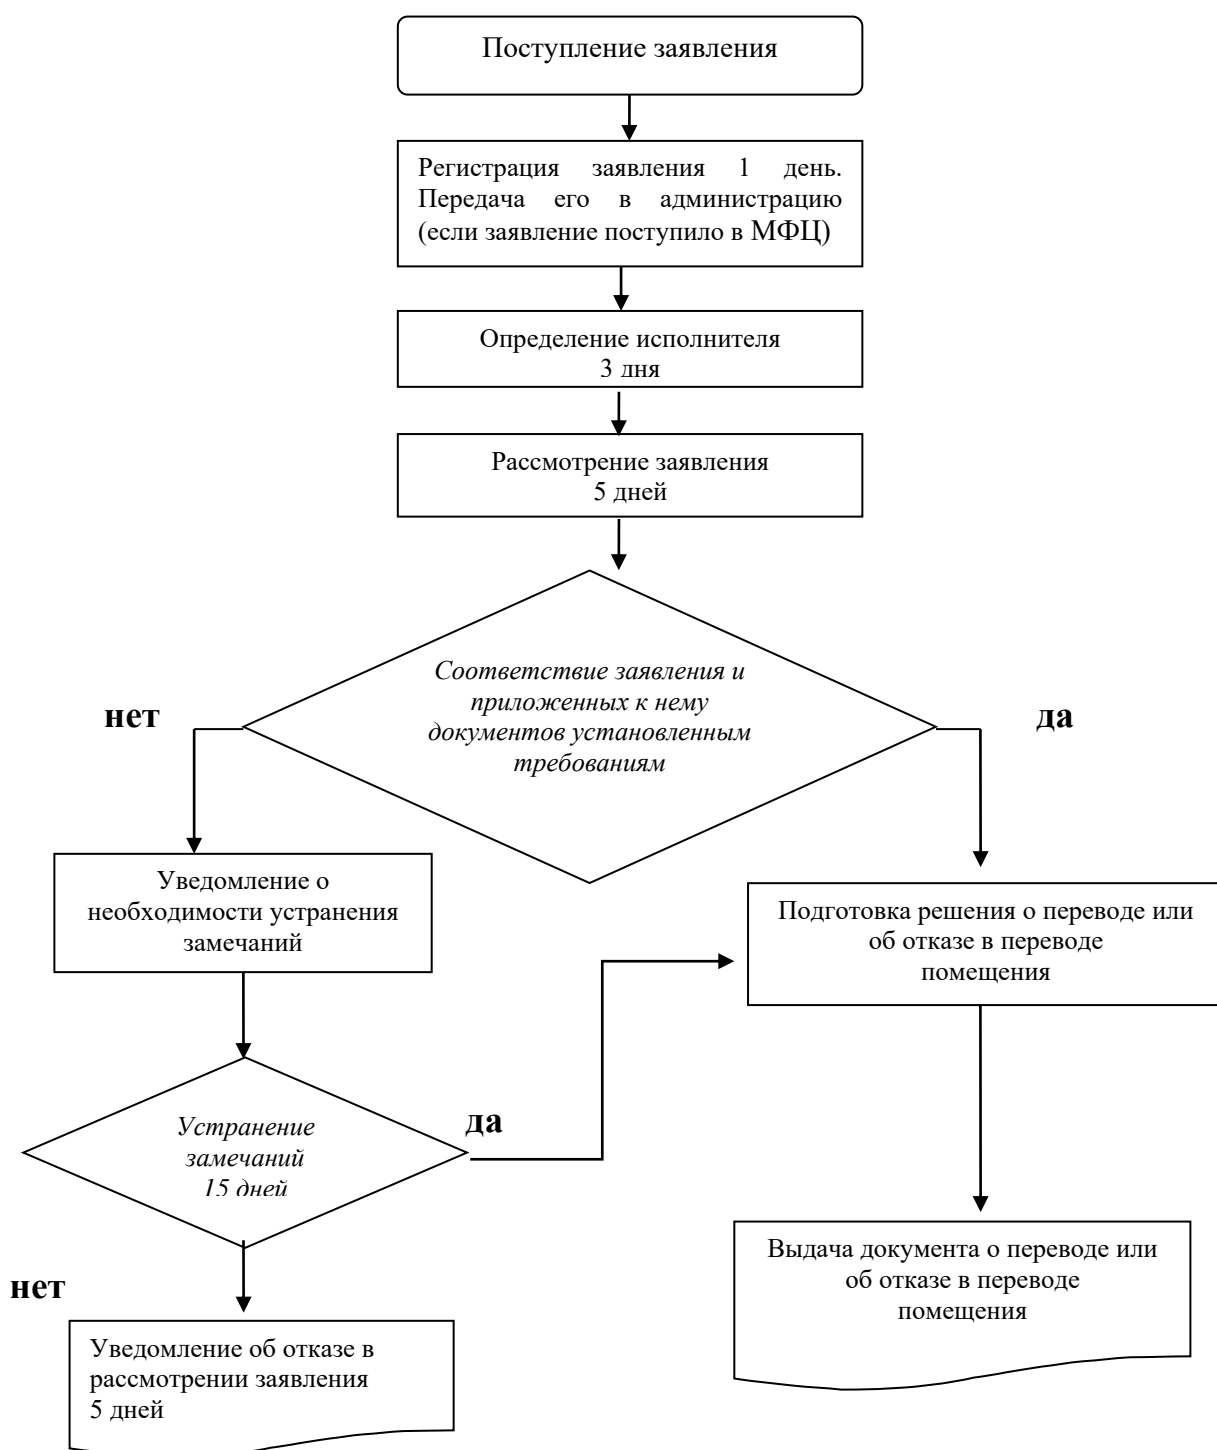 Поступление заявления
Регистрация заявления 1 день.
Передача его в администрацию
(если заявление поступило в МФЦ)
Определение исполнителя
3 дня
Рассмотрение заявления
5 дней
Соответствие заявления и
приложенных к нему
документов установленным
требованиям
нет
да
Уведомление о
необходимости устранения
замечаний
Подготовка решения о переводе или
об отказе в переводе
помещения
Устранение
замечаний
15 дней
да
нет
Выдача документа о переводе или
об отказе в переводе
помещения
Уведомление об отказе в
рассмотрении заявления
5 дней